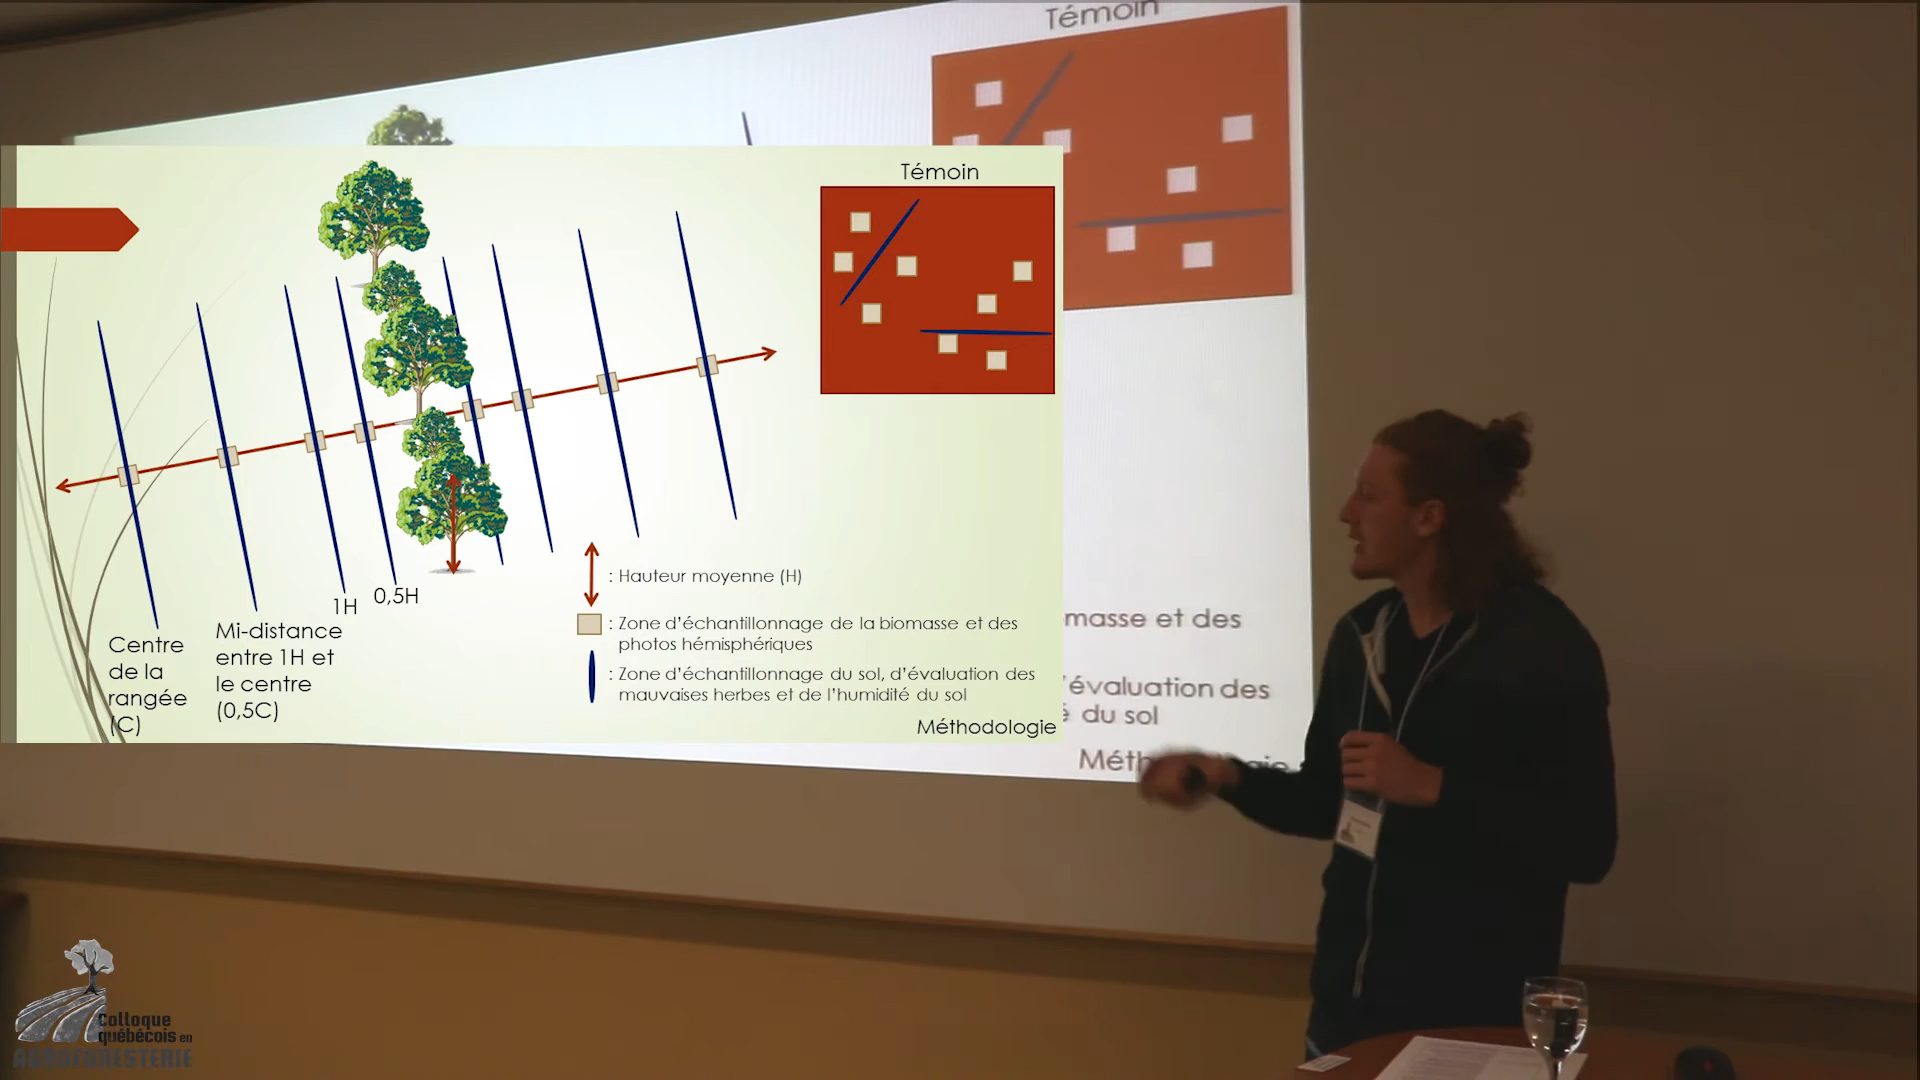 Témoin
Témoin
1H
0,5H
Centre
de la
rangée
(C)
Mi-distance
entre 1H et
le centre
(0,5C)
: Hauteur moyenne (H)
: Zone d'échantillonnage de la biomasse et des
photos hémisphériques
: Zone d'échantillonnage du sol, d'évaluation des
mauvaises herbes et de l'humidité du sol
Méthodologie
masse et des
'évaluation des
é du sol
Colloque
québécois en
AGROFORESTERIE